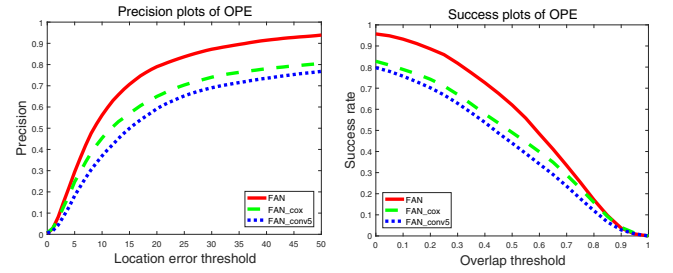 Precision plots of OPE
1
0.9
0.8
0.7
0.6
0.5
0.4
0.3
0.2
0.1
0
Precision
0 5 10 15 20 25 30 35 40 45 50
Location error threshold
FAN
FAN_cox
FAN_conv5
Success plots of OPE
1
0.9
0.8
0.7
0.6
0.5
0.4
0.3
0.2
0.1
0
Success rate
0 0.1 0.2 0.3 0.4 0.5 0.6 0.7 0.8 0.9 1
Overlap threshold
FAN
FAN_cox
FAN_conv5